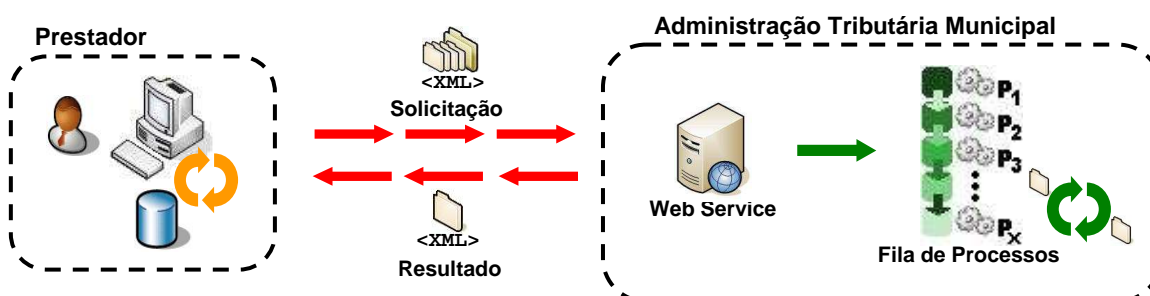 Prestador
<XML>
Solicitação
<XML>
Resultado
Administração Tributária Municipal
Web Service
P1
P2
P3
Px
Fila de Processos